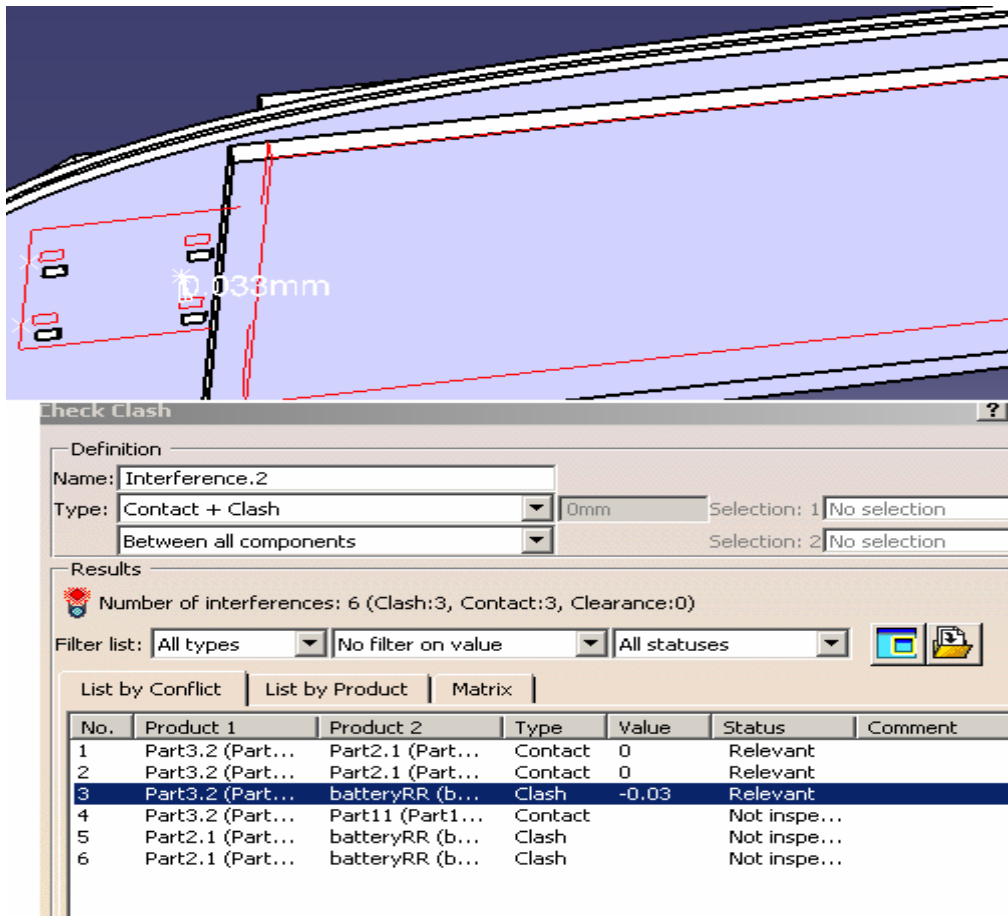 0.033mm
Check Clash ?
Definition
Name: Interference.2
Type: Contact + Clash 0mm Selection: 1 No selection
Between all components Selection: 2 No selection
Results
Number of interferences: 6 (Clash:3, Contact:3, Clearance:0)
Filter list: All types No filter on value All statuses
List by Conflict List by Product Matrix
No. Product 1 Product 2 Type Value Status Comment
1 Part3.2 (Part... Part2.1 (Part... Contact 0 Relevant
2 Part3.2 (Part... Part2.1 (Part... Contact 0 Relevant
3 Part3.2 (Part... batteryRR (b... Clash -0.03 Relevant
4 Part3.2 (Part... Part11 (Part1... Contact Not inspe...
5 Part2.1 (Part... batteryRR (b... Clash Not inspe...
6 Part2.1 (Part... batteryRR (b... Clash Not inspe...